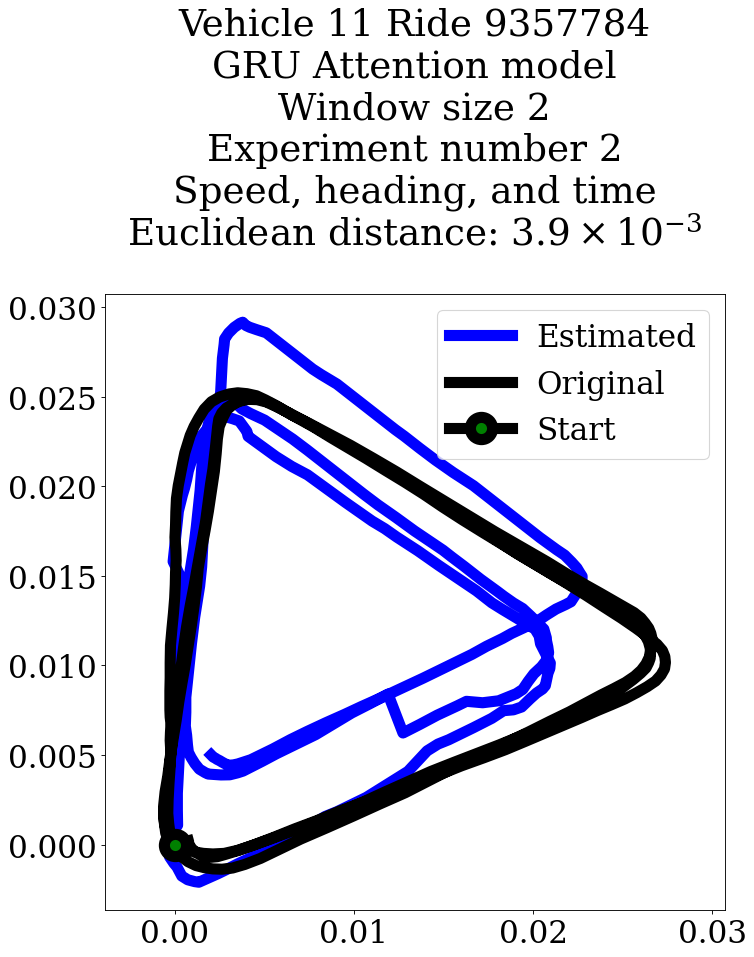 Vehicle 11 Ride 9357784
GRU Attention model
Window size 2
Experiment number 2
Speed, heading, and time
Euclidean distance: 3.9 × 10⁻³
Estimated
Original
Start
0.030
0.025
0.020
0.015
0.010
0.005
0.000
0.00 0.01 0.02 0.03